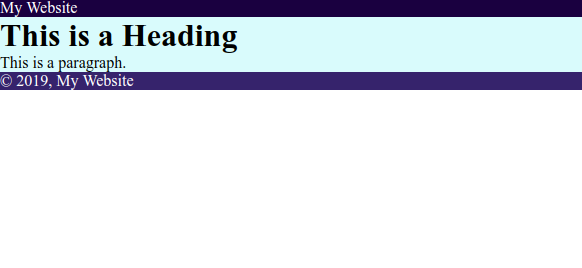 My Website
This is a Heading
This is a paragraph.
© 2019, My Website